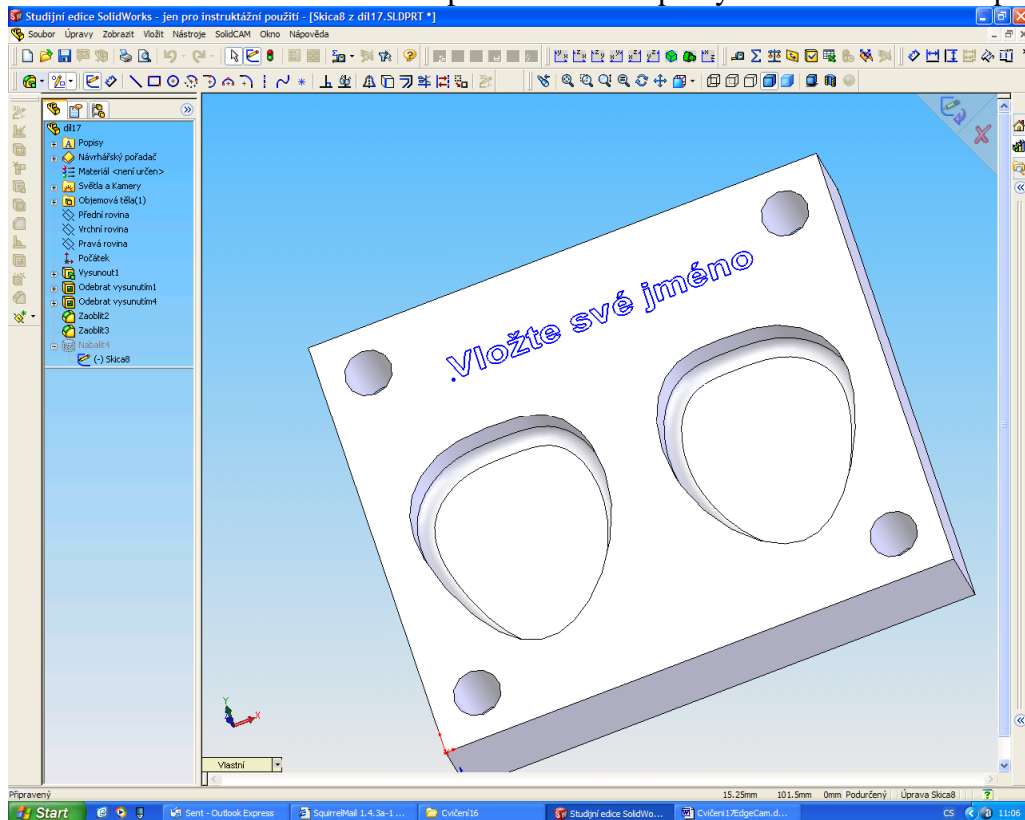 Studijní edice SolidWorks - jen pro instruktážní použití - [Skica8 z díl17.SLDPRT *]
Soubor Úpravy Zobrazit Vložit Nástroje SolidCAM Okno Nápověda
díl17
Popisy
Návrhářský pořadač
Materiál <není určen>
Světla a Kamery
Objemová těla(1)
Přední rovina
Vrchní rovina
Pravá rovina
Počátek
Vysunout1
Odebrat vysunutím1
Odebrat vysunutím4
Zaoblit2
Zaoblit3
Nabalit4
(-) Skica8
Vložte své jméno
Y
X
Vlastní
Připravený
15.25mm 101.5mm 0mm Podurčený Úprava Skica8
Start
Sent - Outlook Express
SquirrelMail 1.4.3a-1 ...
Cvičení16
Studijní edice SolidWo...
Cvičení17EdgeCam.d...
CS
11:06